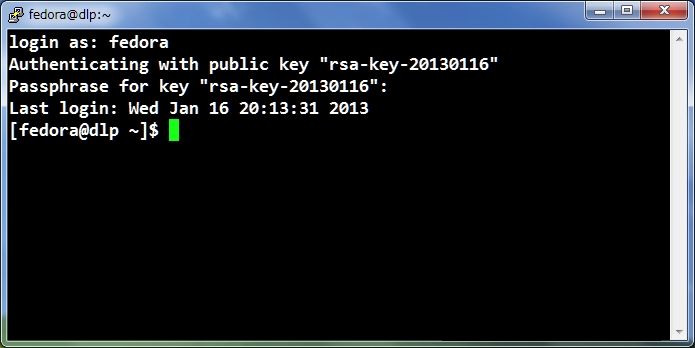 fedora@dlp:~
login as: fedora
Authenticating with public key "rsa-key-20130116"
Passphrase for key "rsa-key-20130116":
Last login: Wed Jan 16 20:13:31 2013
[fedora@dlp ~]$